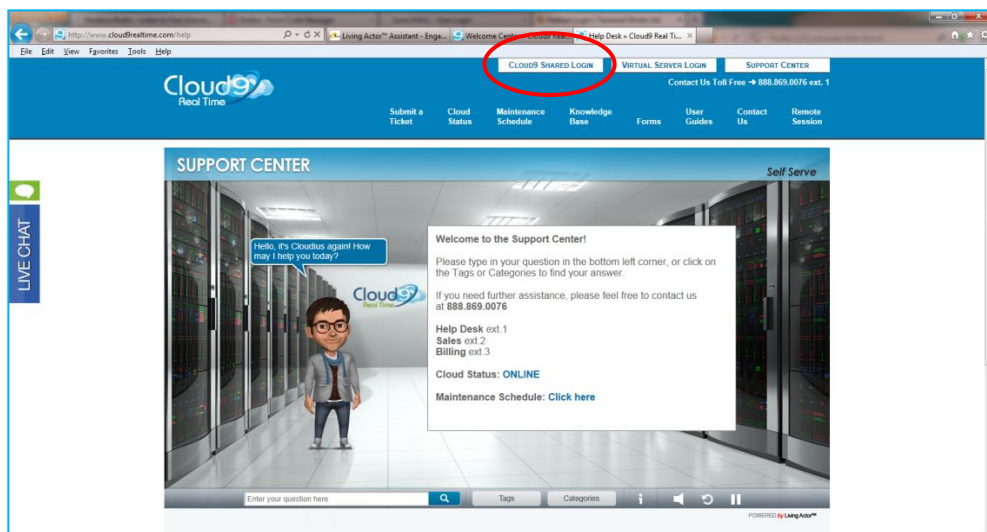 http://www.cloud9realtime.com/help
Living Actor™ Assistant - Enga...
Welcome Center - Cloud9 Real...
Help Desk » Cloud9 Real Ti...
File Edit View Favorites Tools Help
CLOUD9 SHARED LOGIN
VIRTUAL SERVER LOGIN
SUPPORT CENTER
Contact Us Toll Free → 888.869.0076 ext. 1
Cloud9
Real Time
Submit a Ticket
Cloud Status
Maintenance Schedule
Knowledge Base
Forms
User Guides
Contact Us
Remote Session
SUPPORT CENTER
Self Serve
LIVE CHAT
Hello, it's Cloudius again! How
may I help you today?
Cloud9
Real Time
Welcome to the Support Center!
Please type in your question in the bottom left corner, or click on
the Tags or Categories to find your answer.
If you need further assistance, please feel free to contact us
at 888.869.0076
Help Desk ext.1
Sales ext.2
Billing ext.3
Cloud Status: ONLINE
Maintenance Schedule: Click here
Enter your question here
Tags
Categories
POWERED by Living Actor™